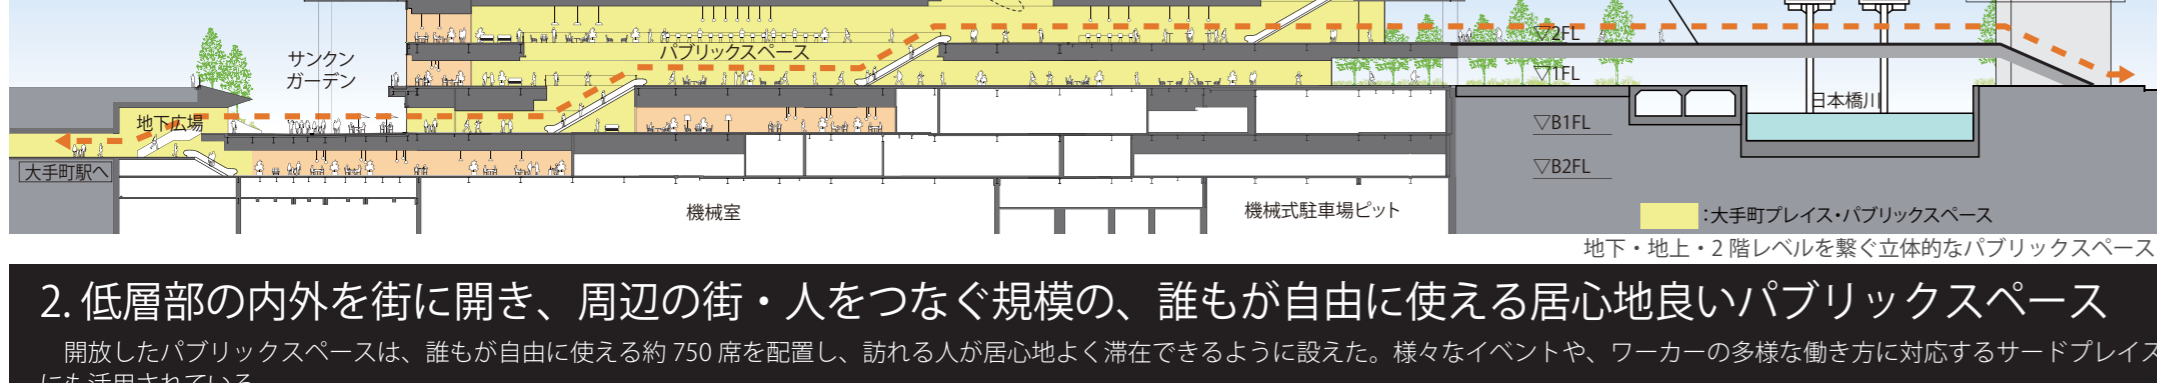 サンクン
ガーデン
パブリックスペース
▽2FL
▽1FL
地下広場
日本橋川
▽B1FL
▽B2FL
大手町駅へ
機械室
機械式駐車場ピット
:大手町プレイス・パブリックスペース
地下・地上・2 階レベルを繋ぐ立体的なパブリックスペース
2. 低層部の内外を街に開き、周辺の街・人をつなぐ規模の、誰もが自由に使える居心地良いパブリックスペース
開放したパブリックスペースは、誰もが自由に使える約 750 席を配置し、訪れる人が居心地よく滞在できるように設えた。様々なイベントや、ワーカーの多様な働き方に対応するサードプレイス
にも活用されている